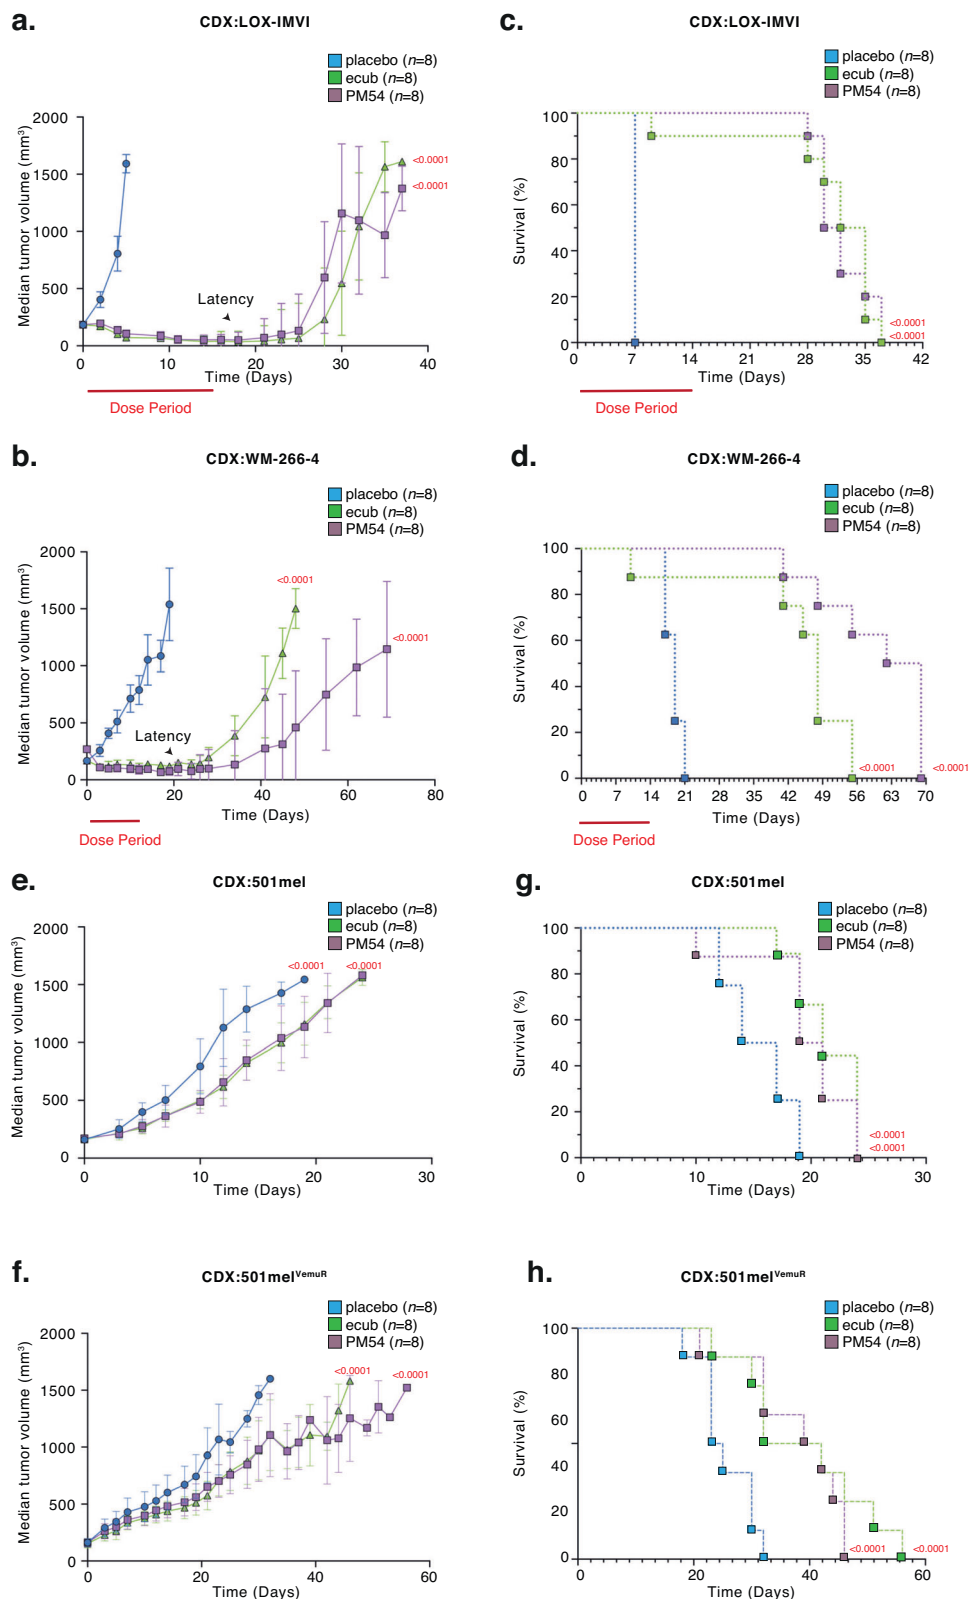 a.
CDX:LOX-IMVI
placebo (n=8)
ecub (n=8)
PM54 (n=8)
Median tumor volume (mm³)
2000
1500
1000
500
0
<0.0001
<0.0001
Latency
0 10 20 30 40
Time (Days)
Dose Period
c.
CDX:LOX-IMVI
placebo (n=8)
ecub (n=8)
PM54 (n=8)
Survival (%)
100
80
60
40
20
0
<0.0001
<0.0001
0 7 14 21 28 35 42
Time (Days)
Dose Period
b.
CDX:WM-266-4
placebo (n=8)
ecub (n=8)
PM54 (n=8)
Median tumor volume (mm³)
2000
1500
1000
500
0
<0.0001
<0.0001
Latency
0 20 40 60 80
Time (Days)
Dose Period
d.
CDX:WM-266-4
placebo (n=8)
ecub (n=8)
PM54 (n=8)
Survival (%)
100
80
60
40
20
0
<0.0001 <0.0001
0 7 14 21 28 35 42 49 56 63 70
Time (Days)
Dose Period
e.
CDX:501mel
placebo (n=8)
ecub (n=8)
PM54 (n=8)
Median tumor volume (mm³)
2000
1500
1000
500
0
<0.0001 <0.0001
0 10 20 30
Time (Days)
g.
CDX:501mel
placebo (n=8)
ecub (n=8)
PM54 (n=8)
Survival (%)
100
80
60
40
20
0
<0.0001
<0.0001
0 10 20 30
Time (Days)
f.
CDX:501melVemuR
placebo (n=8)
ecub (n=8)
PM54 (n=8)
Median tumor volume (mm³)
2000
1500
1000
500
0
<0.0001 <0.0001
0 20 40 60
Time (Days)
h.
CDX:501melVemuR
placebo (n=8)
ecub (n=8)
PM54 (n=8)
Survival (%)
100
80
60
40
20
0
<0.0001 <0.0001
0 20 40 60
Time (Days)